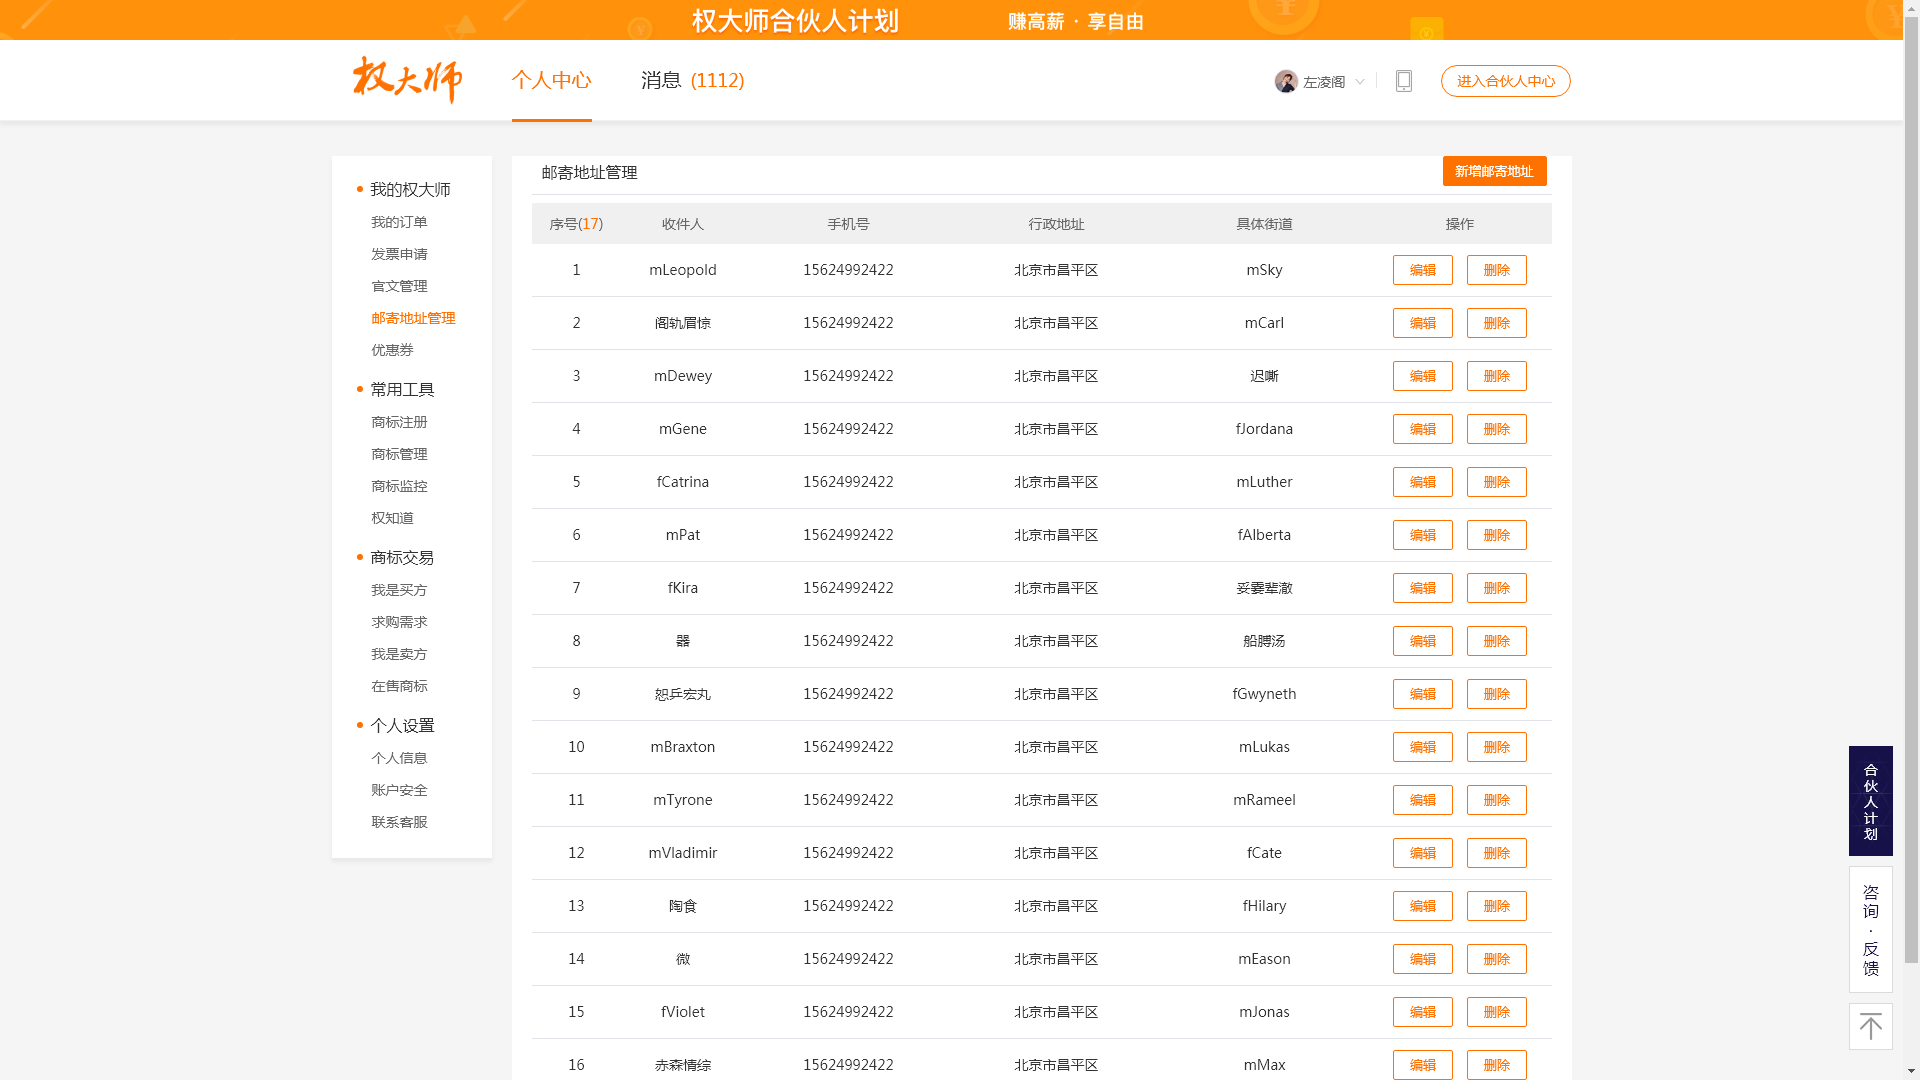 权大师合伙人计划 赚高薪 · 享自由
权大师 个人中心 消息 (1112) 左凌阁 进入合伙人中心
我的权大师
我的订单
发票申请
官文管理
邮寄地址管理
优惠券
常用工具
商标注册
商标管理
商标监控
权知道
商标交易
我是买方
求购需求
我是卖方
在售商标
个人设置
个人信息
账户安全
联系客服
邮寄地址管理 新增邮寄地址
序号(17) 收件人 手机号 行政地址 具体街道 操作
1 mLeopold 15624992422 北京市昌平区 mSky 编辑 删除
2 阁轨眉惊 15624992422 北京市昌平区 mCarl 编辑 删除
3 mDewey 15624992422 北京市昌平区 迟嘶 编辑 删除
4 mGene 15624992422 北京市昌平区 fJordana 编辑 删除
5 fCatrina 15624992422 北京市昌平区 mLuther 编辑 删除
6 mPat 15624992422 北京市昌平区 fAlberta 编辑 删除
7 fKira 15624992422 北京市昌平区 妥霎辈澈 编辑 删除
8 器 15624992422 北京市昌平区 船膊汤 编辑 删除
9 恕乒宏丸 15624992422 北京市昌平区 fGwyneth 编辑 删除
10 mBraxton 15624992422 北京市昌平区 mLukas 编辑 删除
11 mTyrone 15624992422 北京市昌平区 mRameel 编辑 删除
12 mVladimir 15624992422 北京市昌平区 fCate 编辑 删除
13 陶食 15624992422 北京市昌平区 fHilary 编辑 删除
14 微 15624992422 北京市昌平区 mEason 编辑 删除
15 fViolet 15624992422 北京市昌平区 mJonas 编辑 删除
16 赤森情综 15624992422 北京市昌平区 mMax 编辑 删除
合伙人计划
咨询·反馈